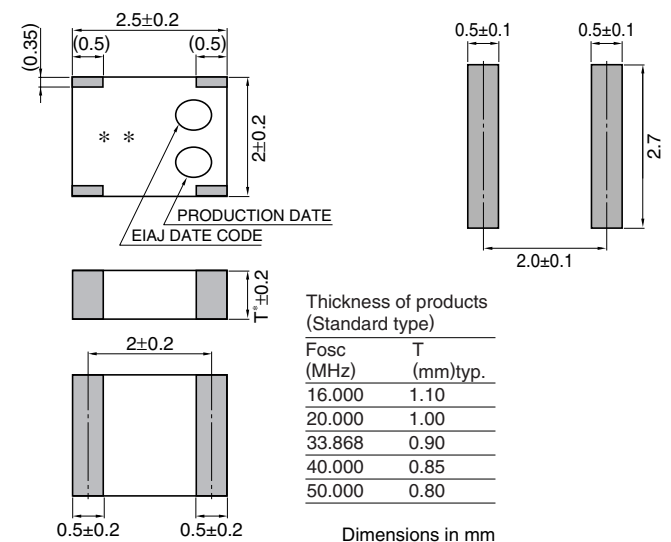 2.5±0.2
(0.5)
(0.5)
(0.35)
* *
2±0.2
PRODUCTION DATE
EIAJ DATE CODE
T*±0.2
2±0.2
0.5±0.2
0.5±0.2
0.5±0.1
0.5±0.1
2.7
2.0±0.1
Thickness of products
(Standard type)
Fosc T
(MHz) (mm)typ.
16.000 1.10
20.000 1.00
33.868 0.90
40.000 0.85
50.000 0.80
Dimensions in mm